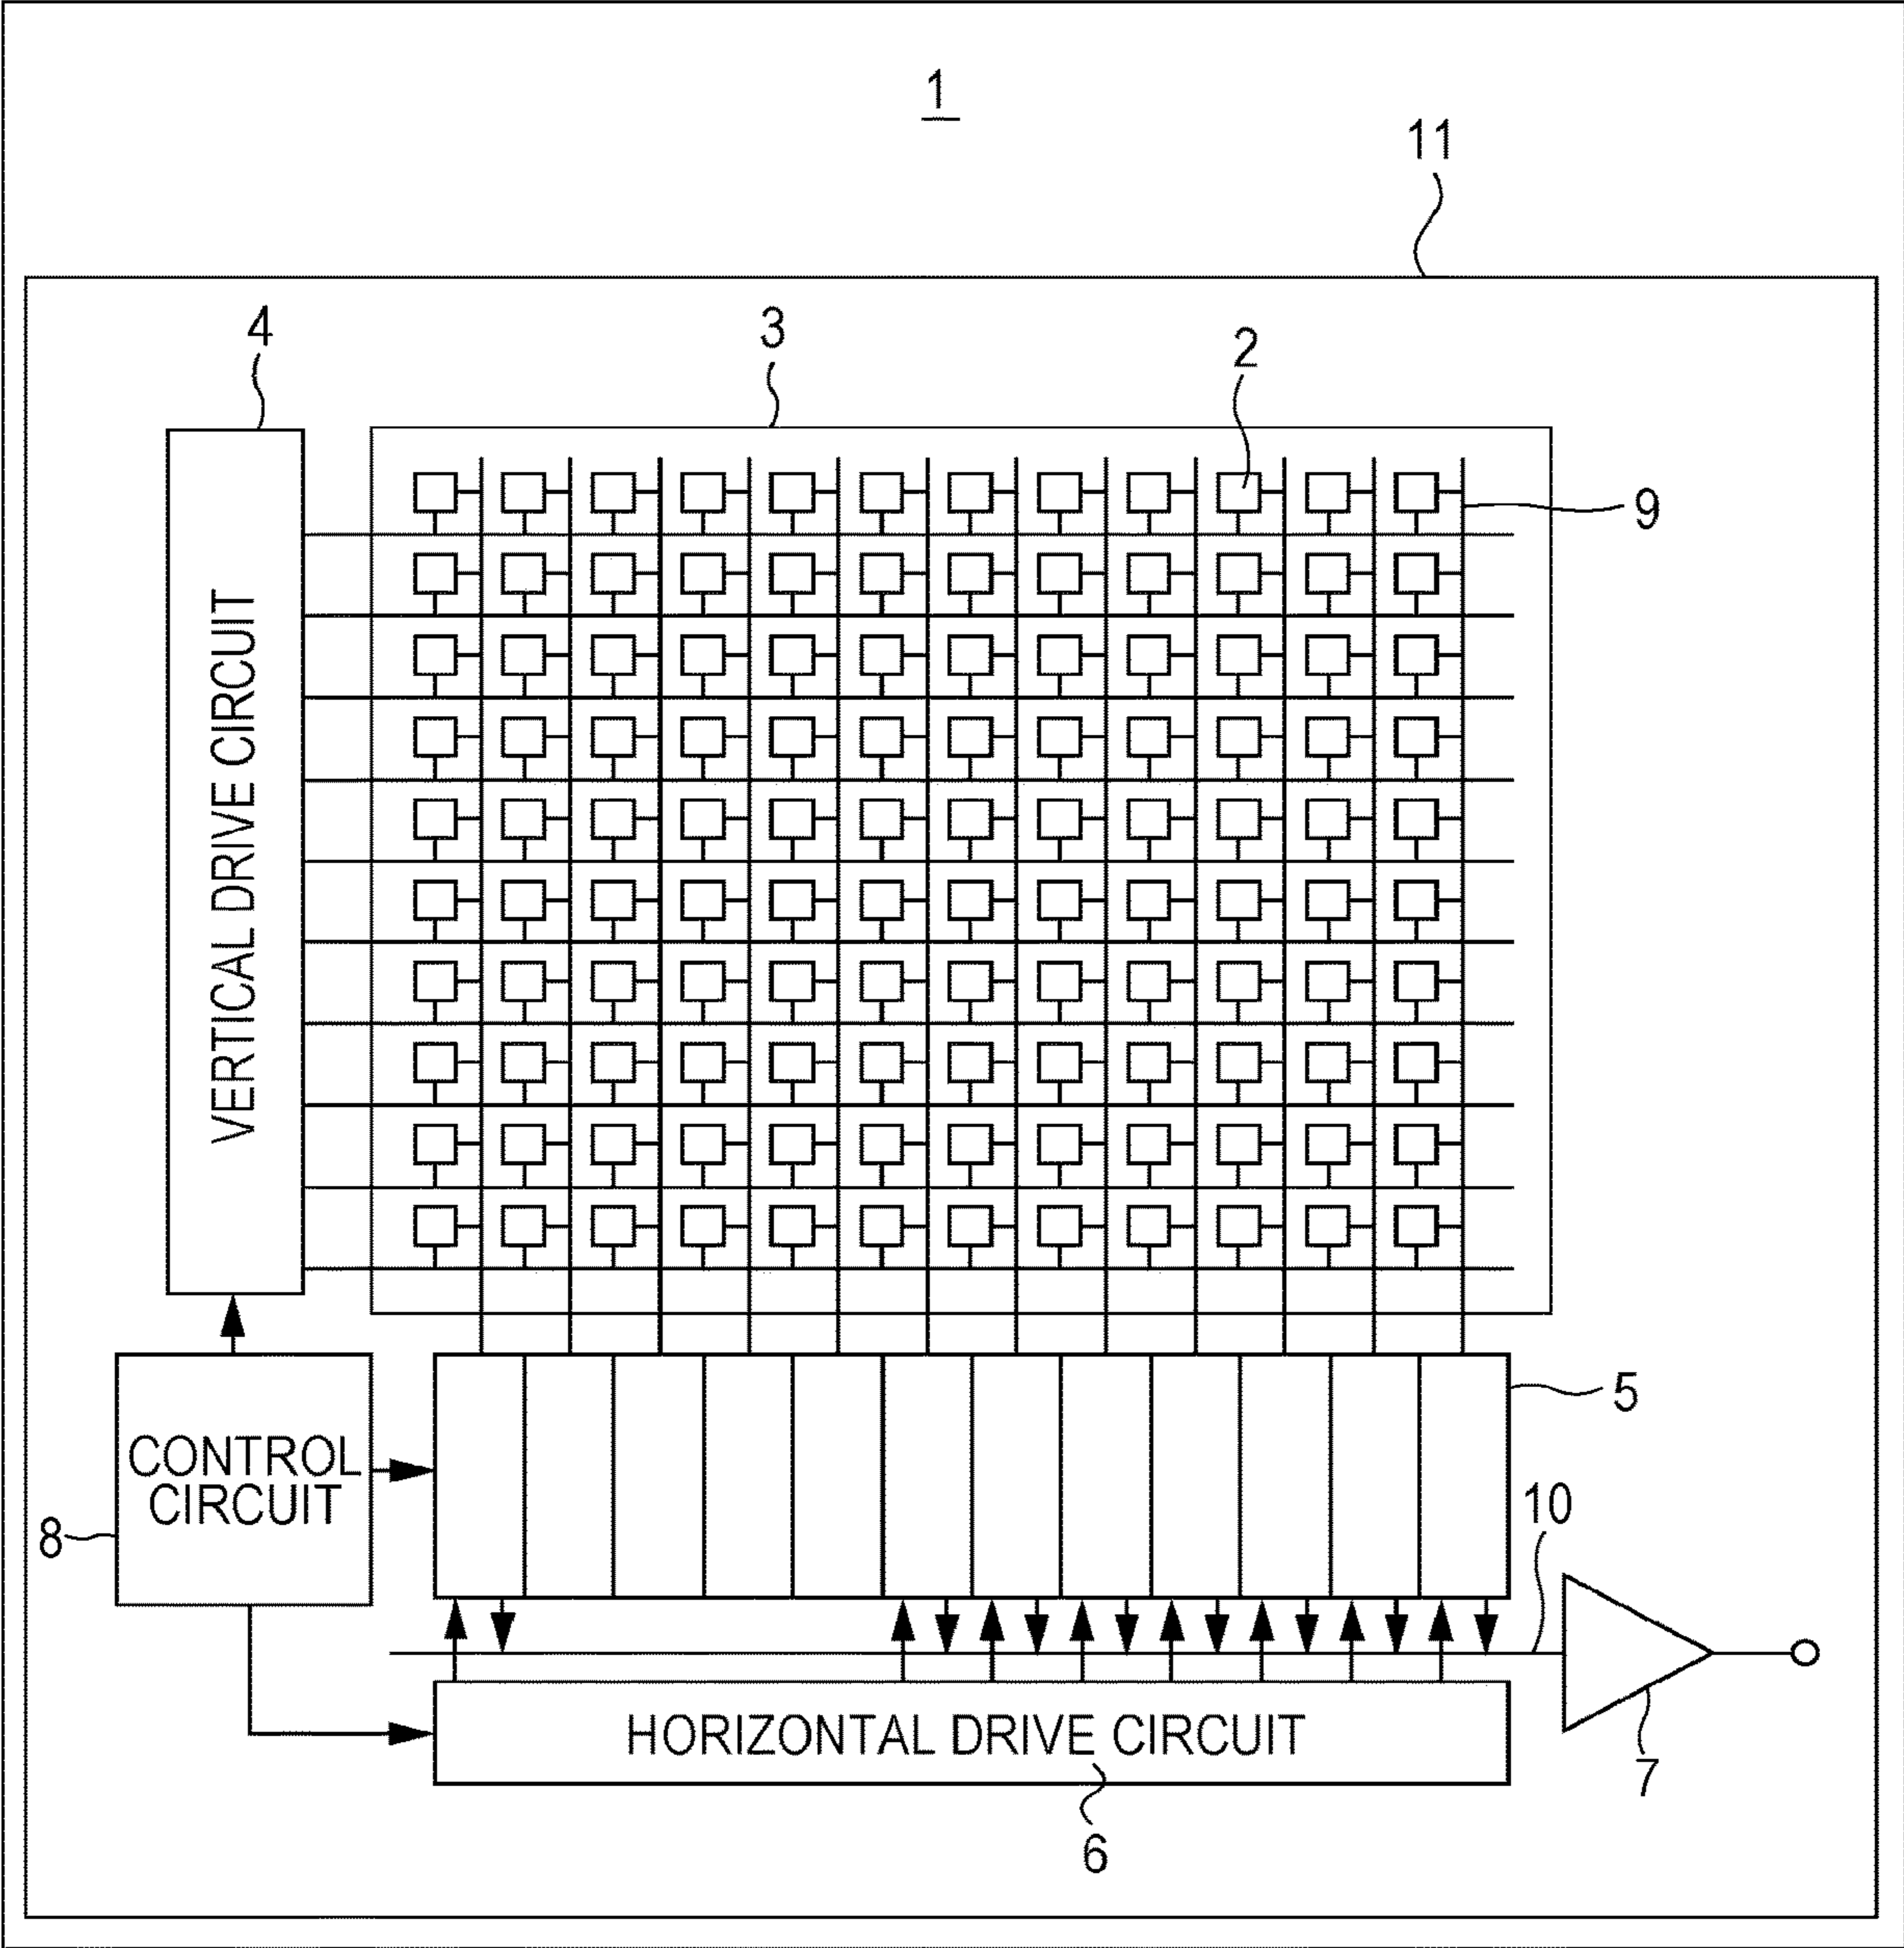 1
11
4
3
2
9
VERTICAL DRIVE CIRCUIT
5
CONTROL
CIRCUIT
8
10
HORIZONTAL DRIVE CIRCUIT
7
6